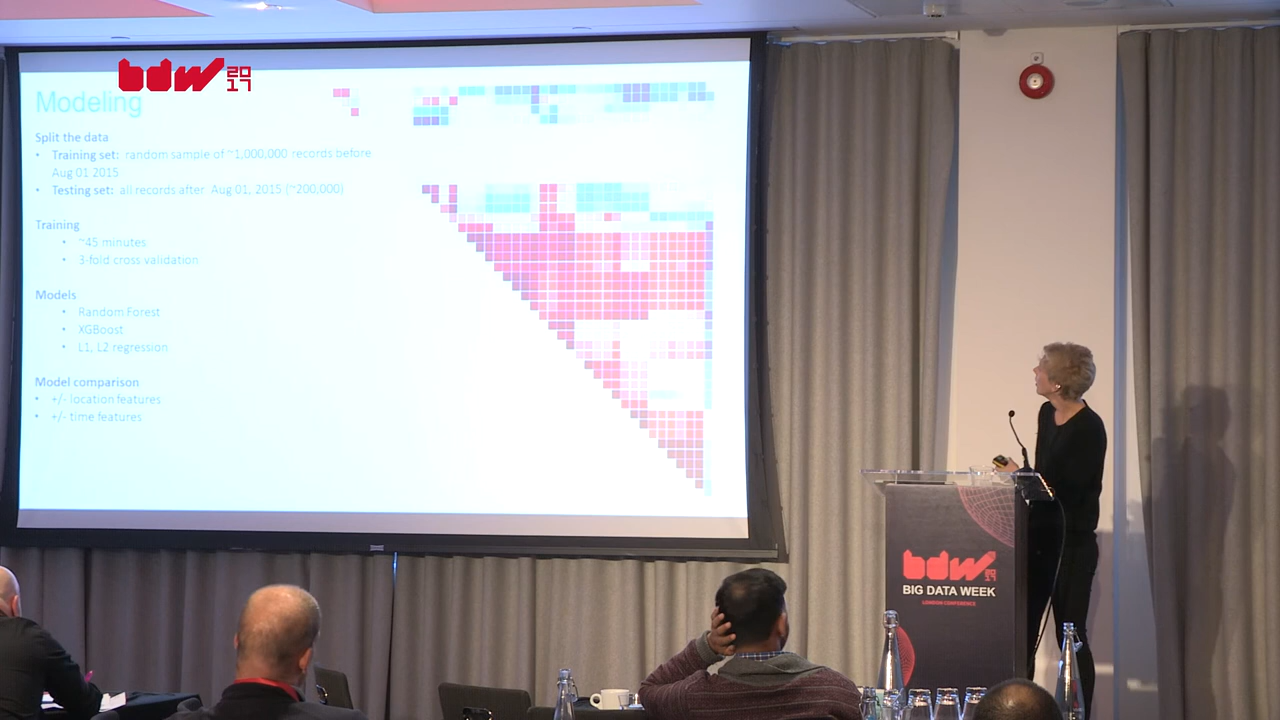 bdw 2017
Modeling
Split the data
• Training set: random sample of ~1,000,000 records before
Aug 01 2015
• Testing set: all records after Aug 01, 2015 (~200,000)
Training
• ~45 minutes
• 3-fold cross validation
Models
• Random Forest
• XGBoost
• L1, L2 regression
Model comparison
• +/- location features
• +/- time features
bdw 2017
BIG DATA WEEK
LONDON CONFERENCE